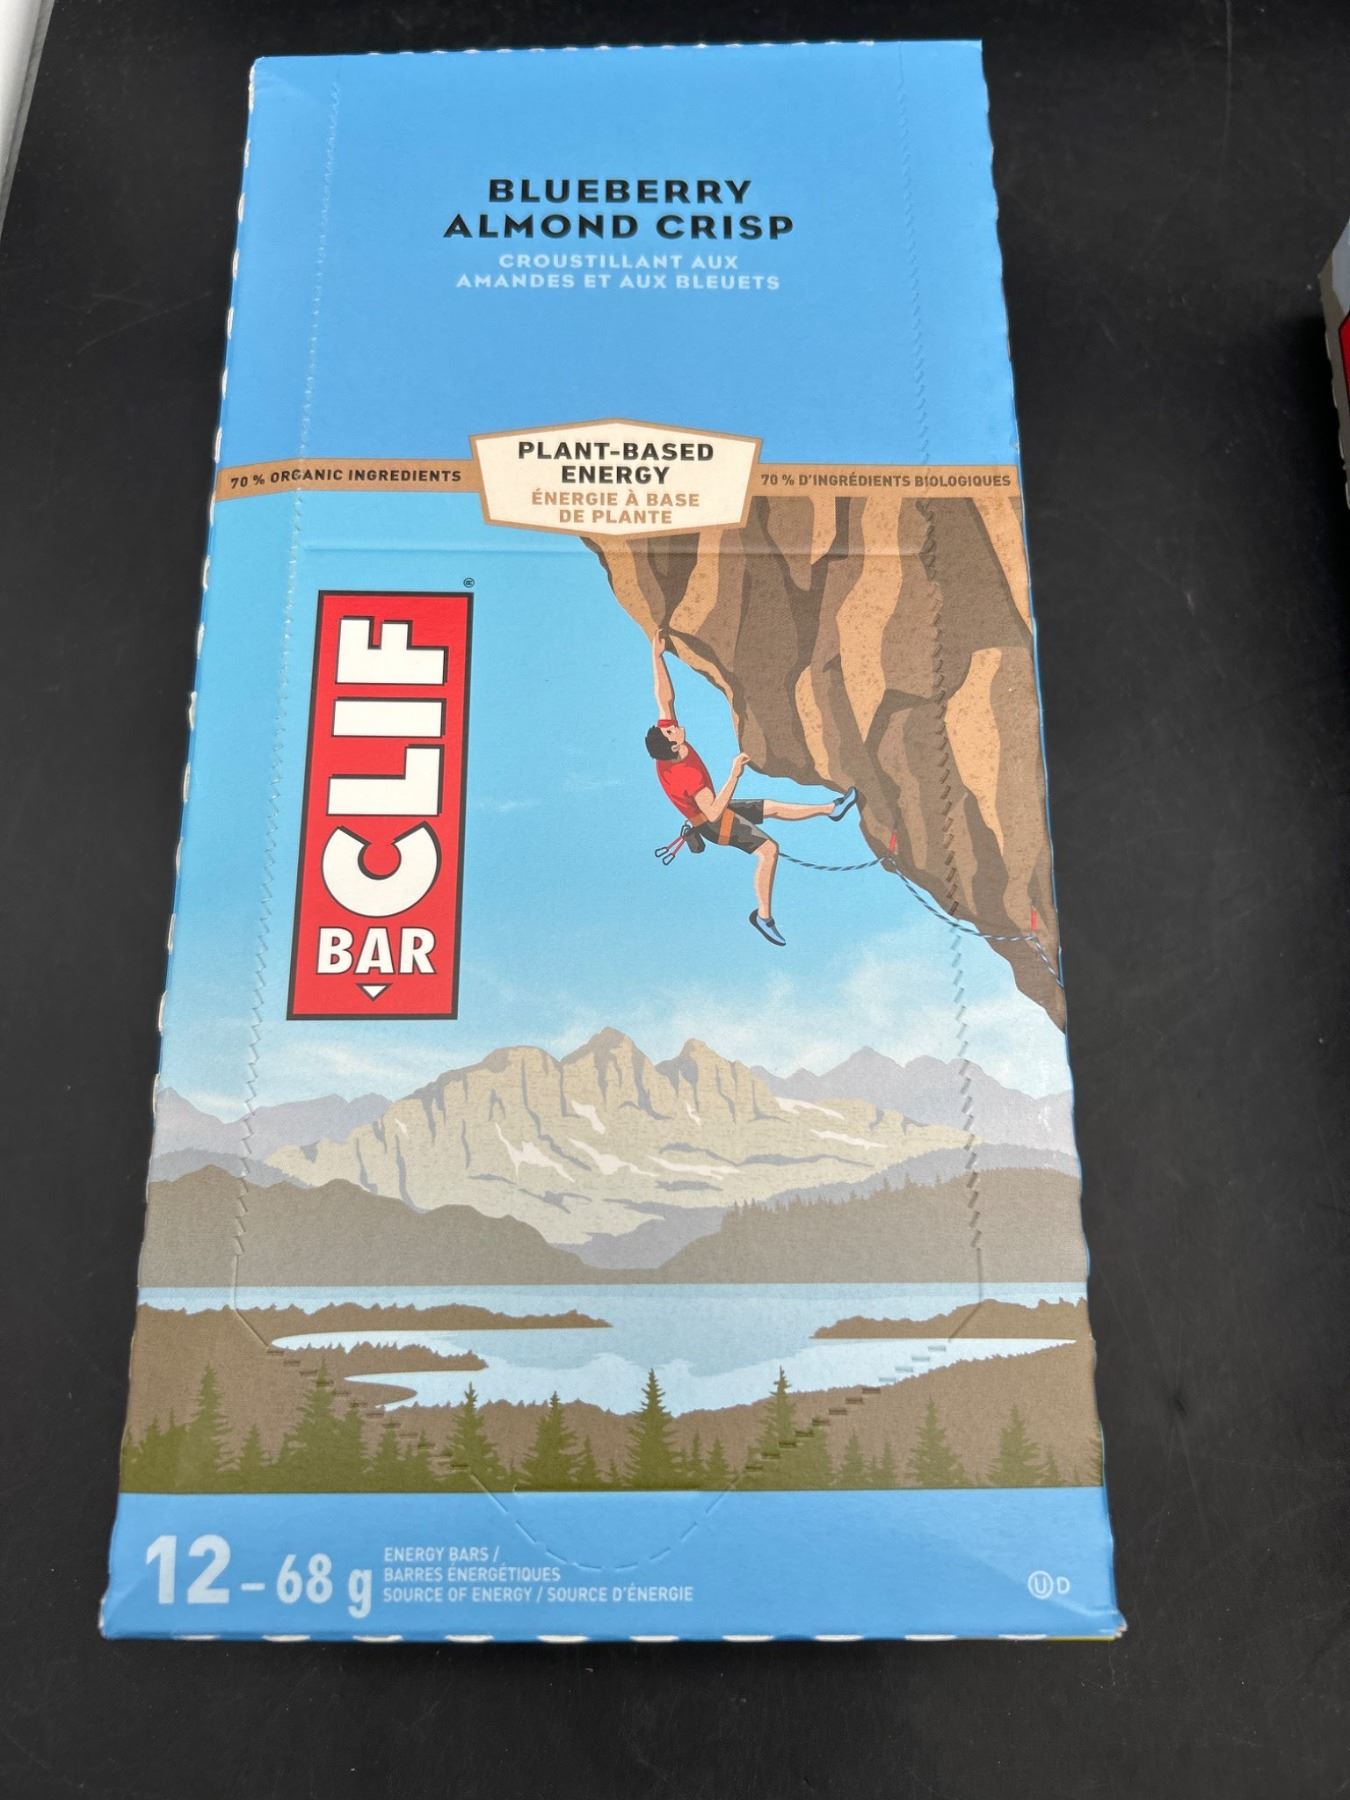 BLUEBERRY
ALMOND CRISP
CROUSTILLANT AUX
AMANDES ET AUX BLEUETS
PLANT-BASED
ENERGY
ÉNERGIE À BASE
DE PLANTE
70 % ORGANIC INGREDIENTS
70 % D'INGRÉDIENTS BIOLOGIQUES
CLIF®
BAR
12 – 68 g
ENERGY BARS /
BARRES ÉNERGÉTIQUES
SOURCE OF ENERGY / SOURCE D'ÉNERGIE
Ⓤ D